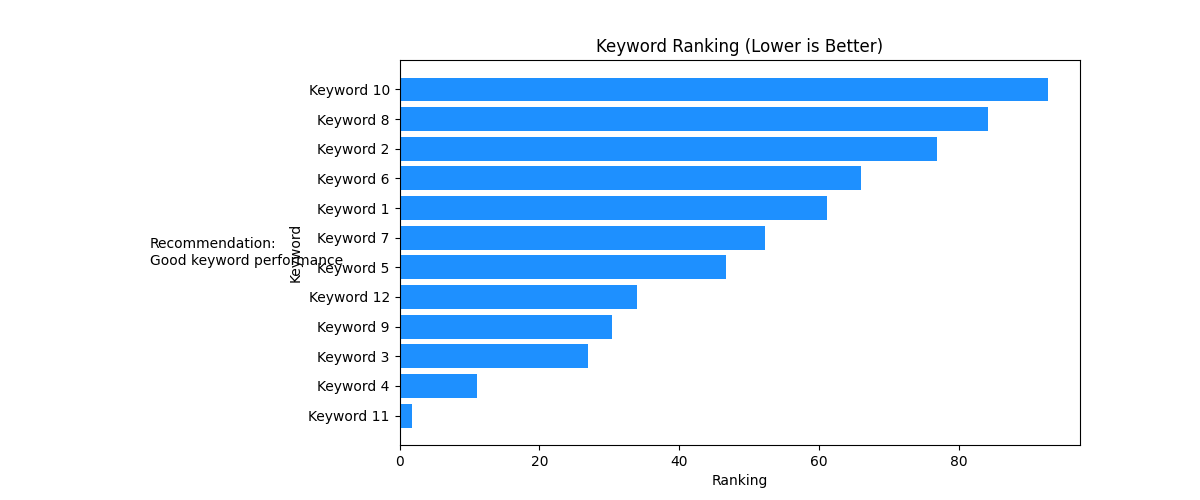 Keyword Ranking (Lower is Better)
Keyword 10
Keyword 8
Keyword 2
Keyword 6
Keyword 1
Keyword 7
Keyword 5
Keyword 12
Keyword 9
Keyword 3
Keyword 4
Keyword 11
Keyword
Recommendation:
Good keyword performance
0 20 40 60 80
Ranking